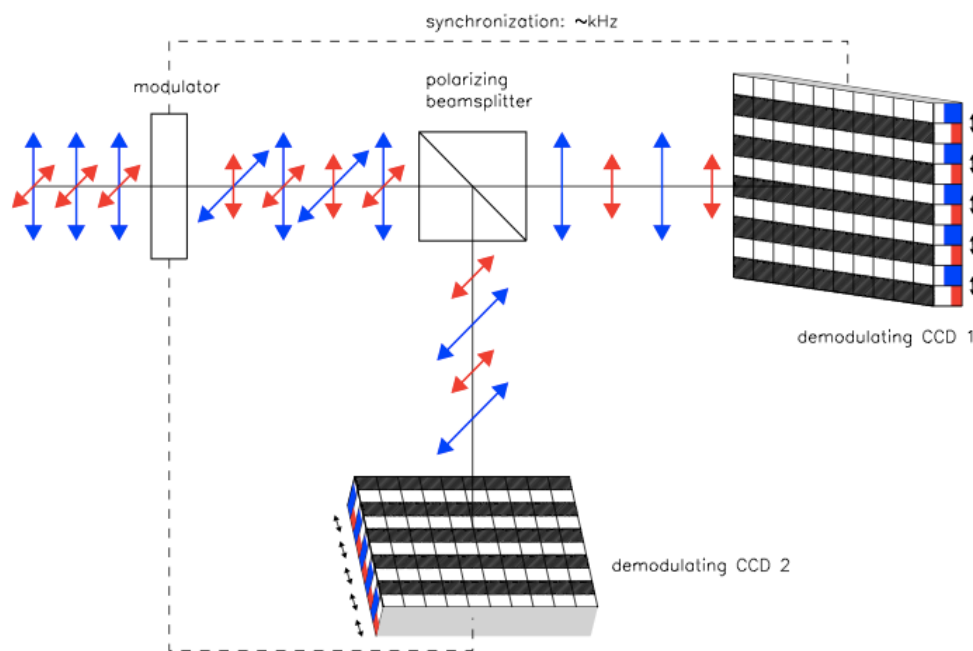 synchronization: ~kHz
modulator
polarizing
beamsplitter
demodulating CCD 1
demodulating CCD 2